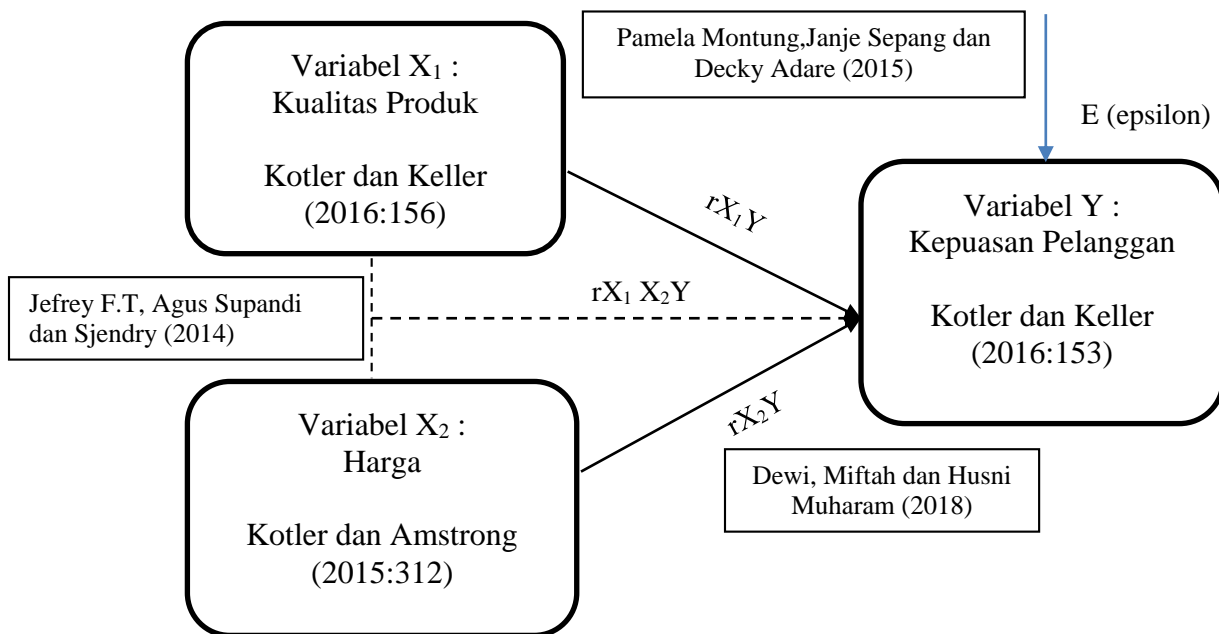 Pamela Montung,Janje Sepang dan
Decky Adare (2015)
Variabel X₁ :
Kualitas Produk
Kotler dan Keller
(2016:156)
E (epsilon)
rX₁Y
Variabel Y :
Kepuasan Pelanggan
Kotler dan Keller
(2016:153)
Jefrey F.T, Agus Supandi
dan Sjendry (2014)
rX₁ X₂Y
Variabel X₂ :
Harga
Kotler dan Amstrong
(2015:312)
rX₂Y
Dewi, Miftah dan Husni
Muharam (2018)